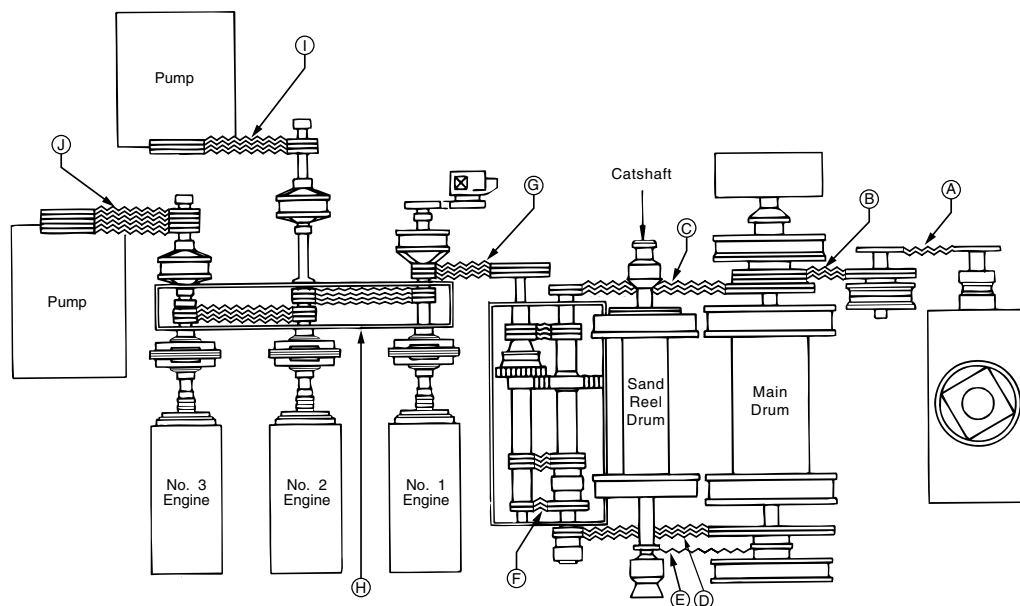 Pump
I
J
Pump
G
Catshaft
C
B
A
Sand
Reel
Drum
Main
Drum
No. 3
Engine
No. 2
Engine
No. 1
Engine
H
F
E
D